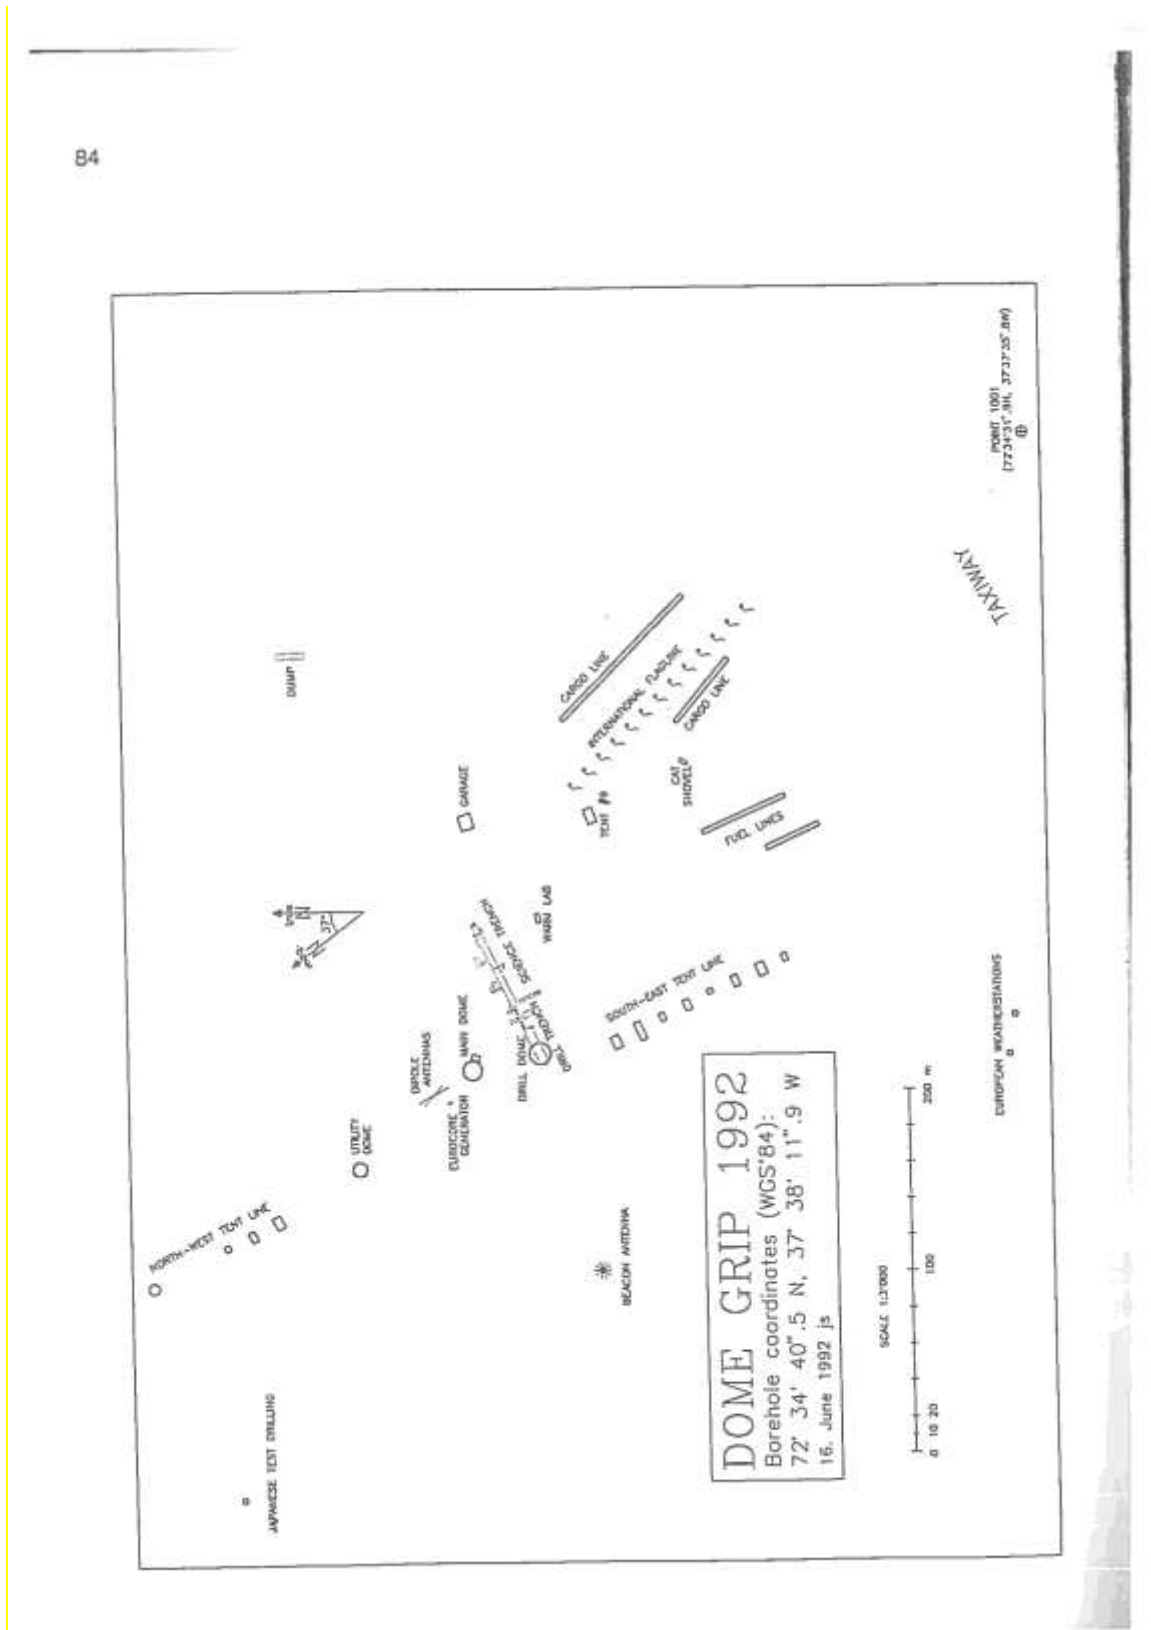 84
NORTH-WEST TENT LINE
JAPANESE TEST DRILLING
UTILITY
DOME
DIPOLE
ANTENNAS
EUROCORE +
GENERATOR
MAIN DOME
DRILL DOME
DRILL TRENCH
SCIENCE TRENCH
WARM LAB
GARAGE
DUMP
37°
CARGO LINE
INTERNATIONAL FLAGLINE
CARGO LINE
CAT
SHOVEL
FUEL LINES
SOUTH-EAST TENT LINE
BEACON ANTENNA
TAXIWAY
POINT 1001
EUROPEAN WEATHERSTATIONS
DOME GRIP 1992
Borehole coordinates (WGS'84):
72° 34' 40".5 N, 37° 38' 11".9 W
16. June 1992 js
SCALE 1:2'000
0 10 20 100 200 m